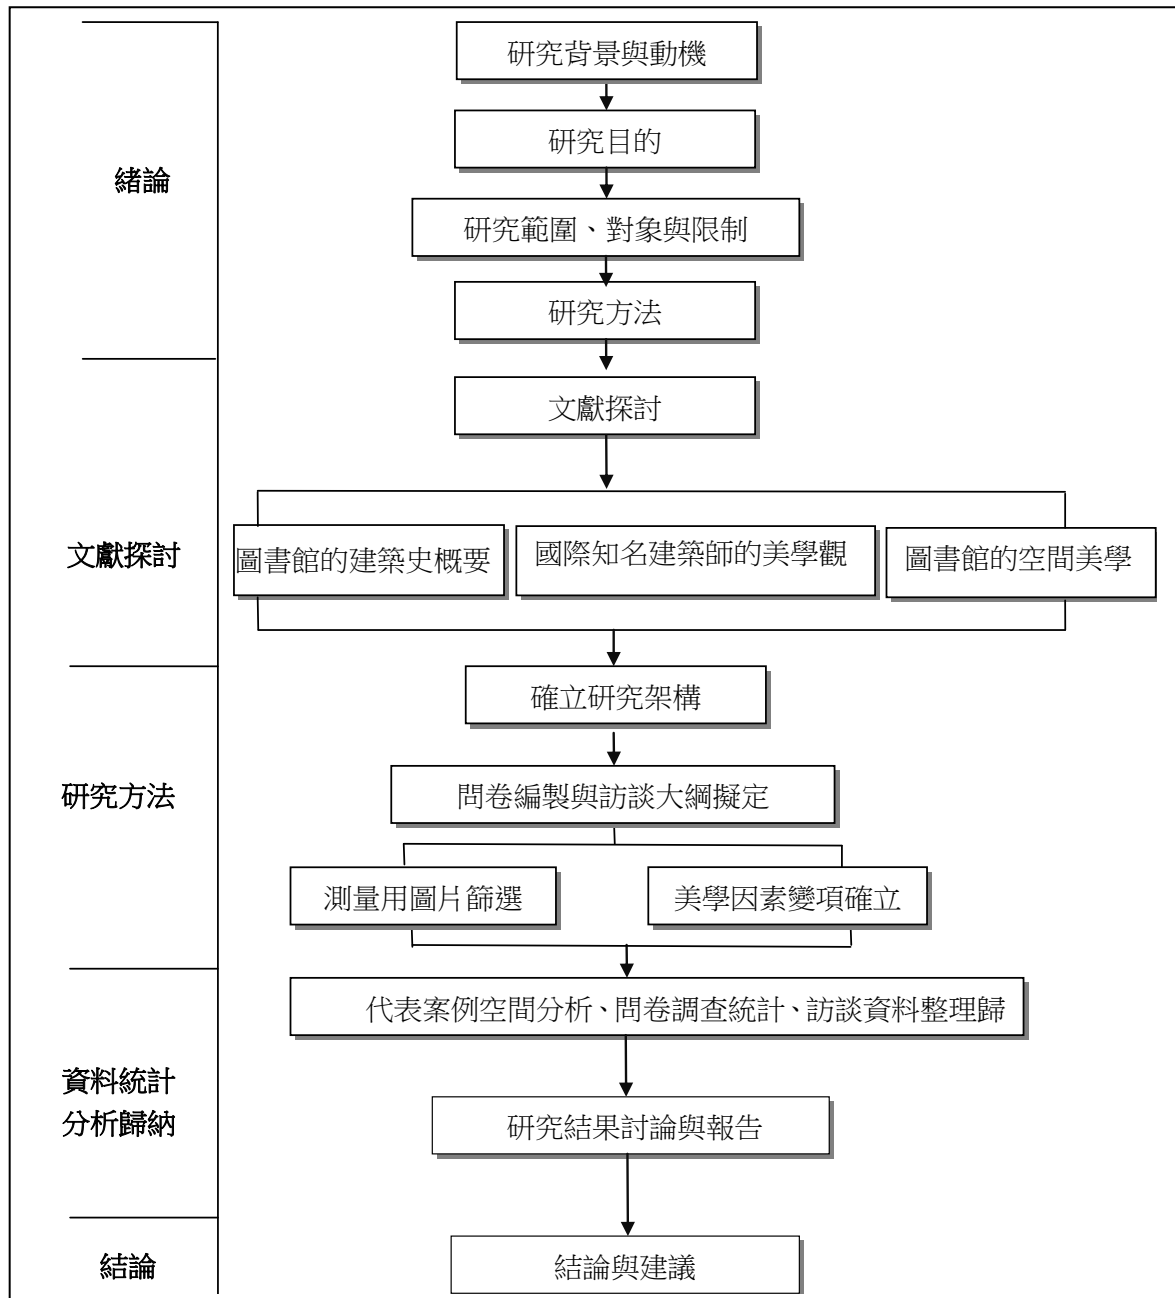 緒論
研究背景與動機
研究目的
研究範圍、對象與限制
研究方法
文獻探討
文獻探討
圖書館的建築史概要
國際知名建築師的美學觀
圖書館的空間美學
研究方法
確立研究架構
問卷編製與訪談大綱擬定
測量用圖片篩選
美學因素變項確立
資料統計
分析歸納
代表案例空間分析、問卷調查統計、訪談資料整理歸
研究結果討論與報告
結論
結論與建議